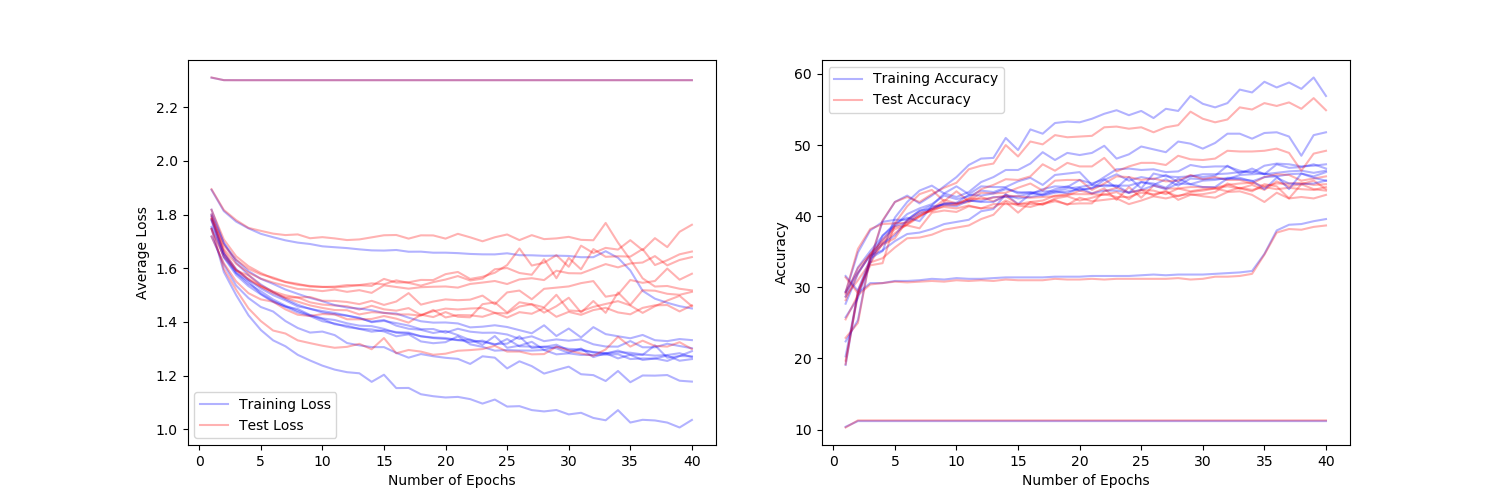 2.2
2.0
1.8
1.6
1.4
1.2
1.0
Average Loss
Training Loss
Test Loss
0 5 10 15 20 25 30 35 40
Number of Epochs
60
50
40
30
20
10
Accuracy
Training Accuracy
Test Accuracy
0 5 10 15 20 25 30 35 40
Number of Epochs